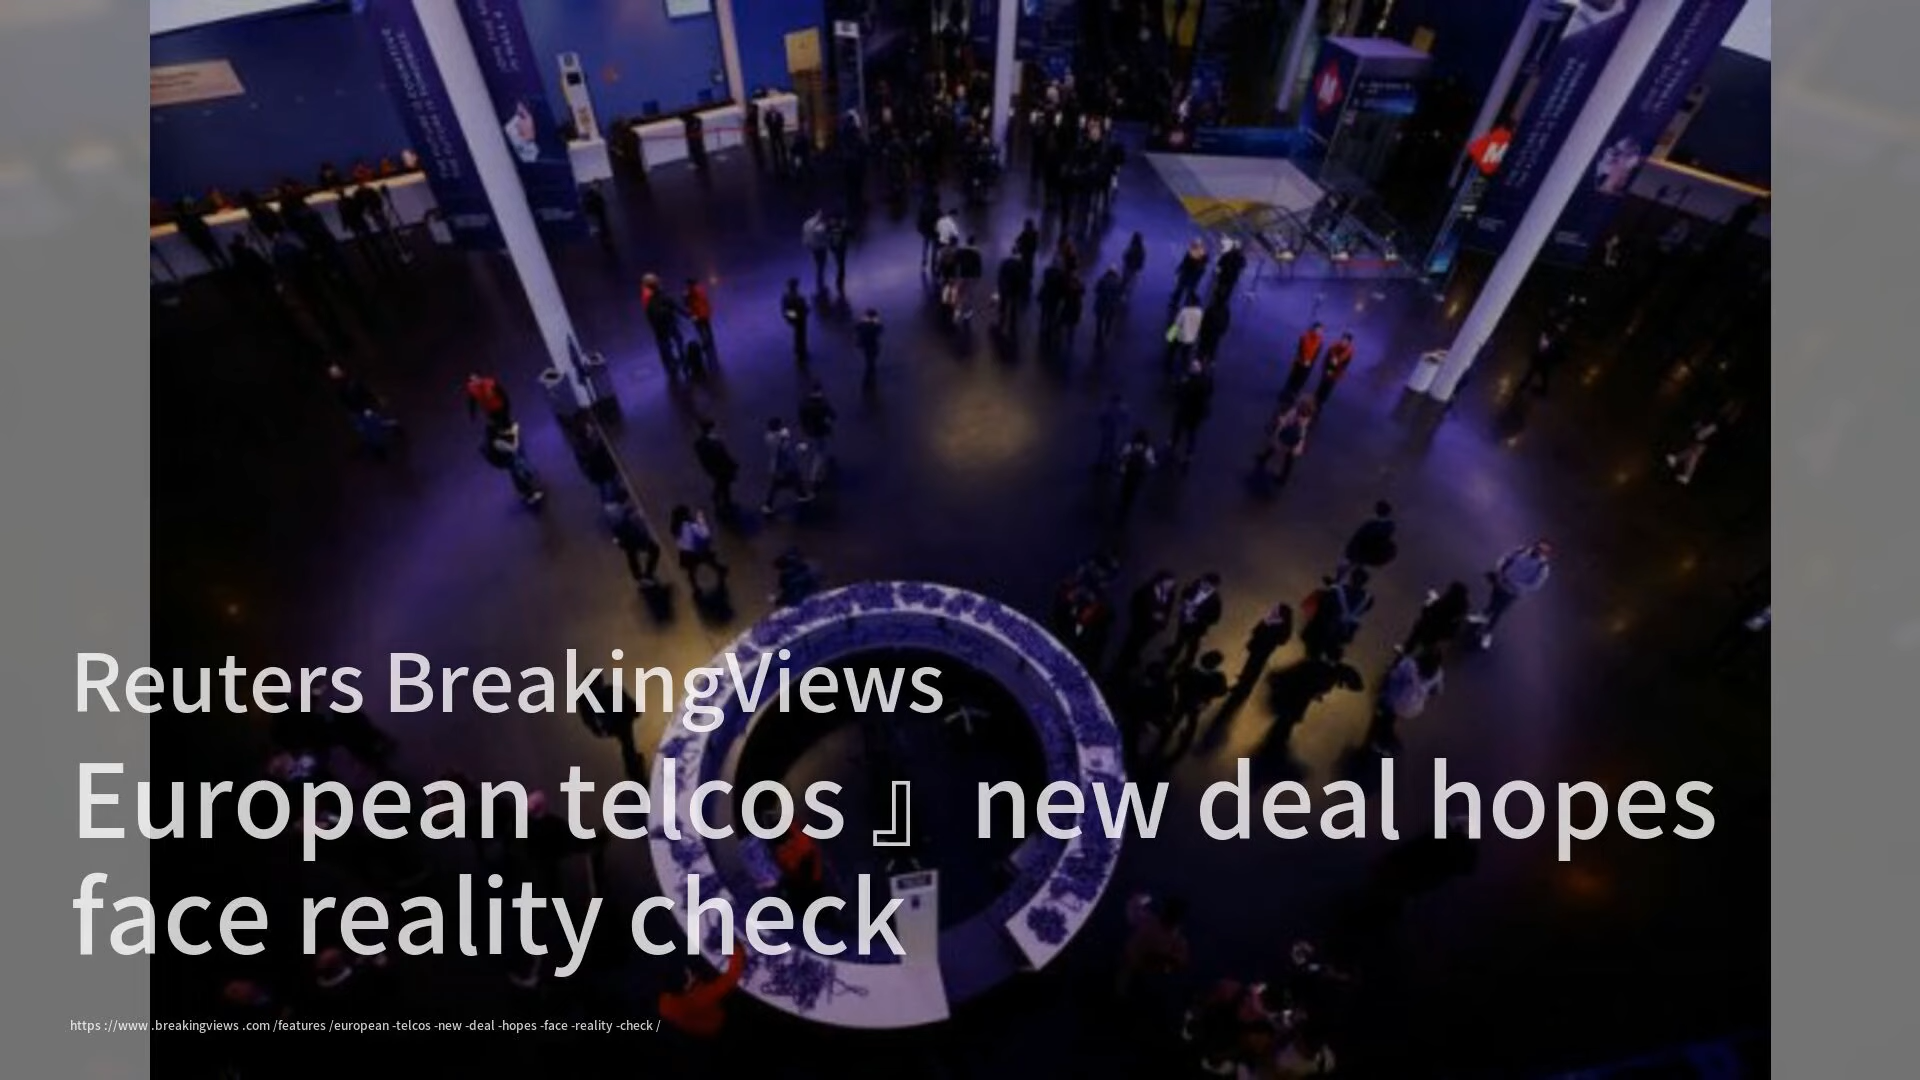 Reuters BreakingViews
European telcos 』 new deal hopes
face reality check
https ://www .breakingviews .com /features /european -telcos -new -deal -hopes -face -reality -check /